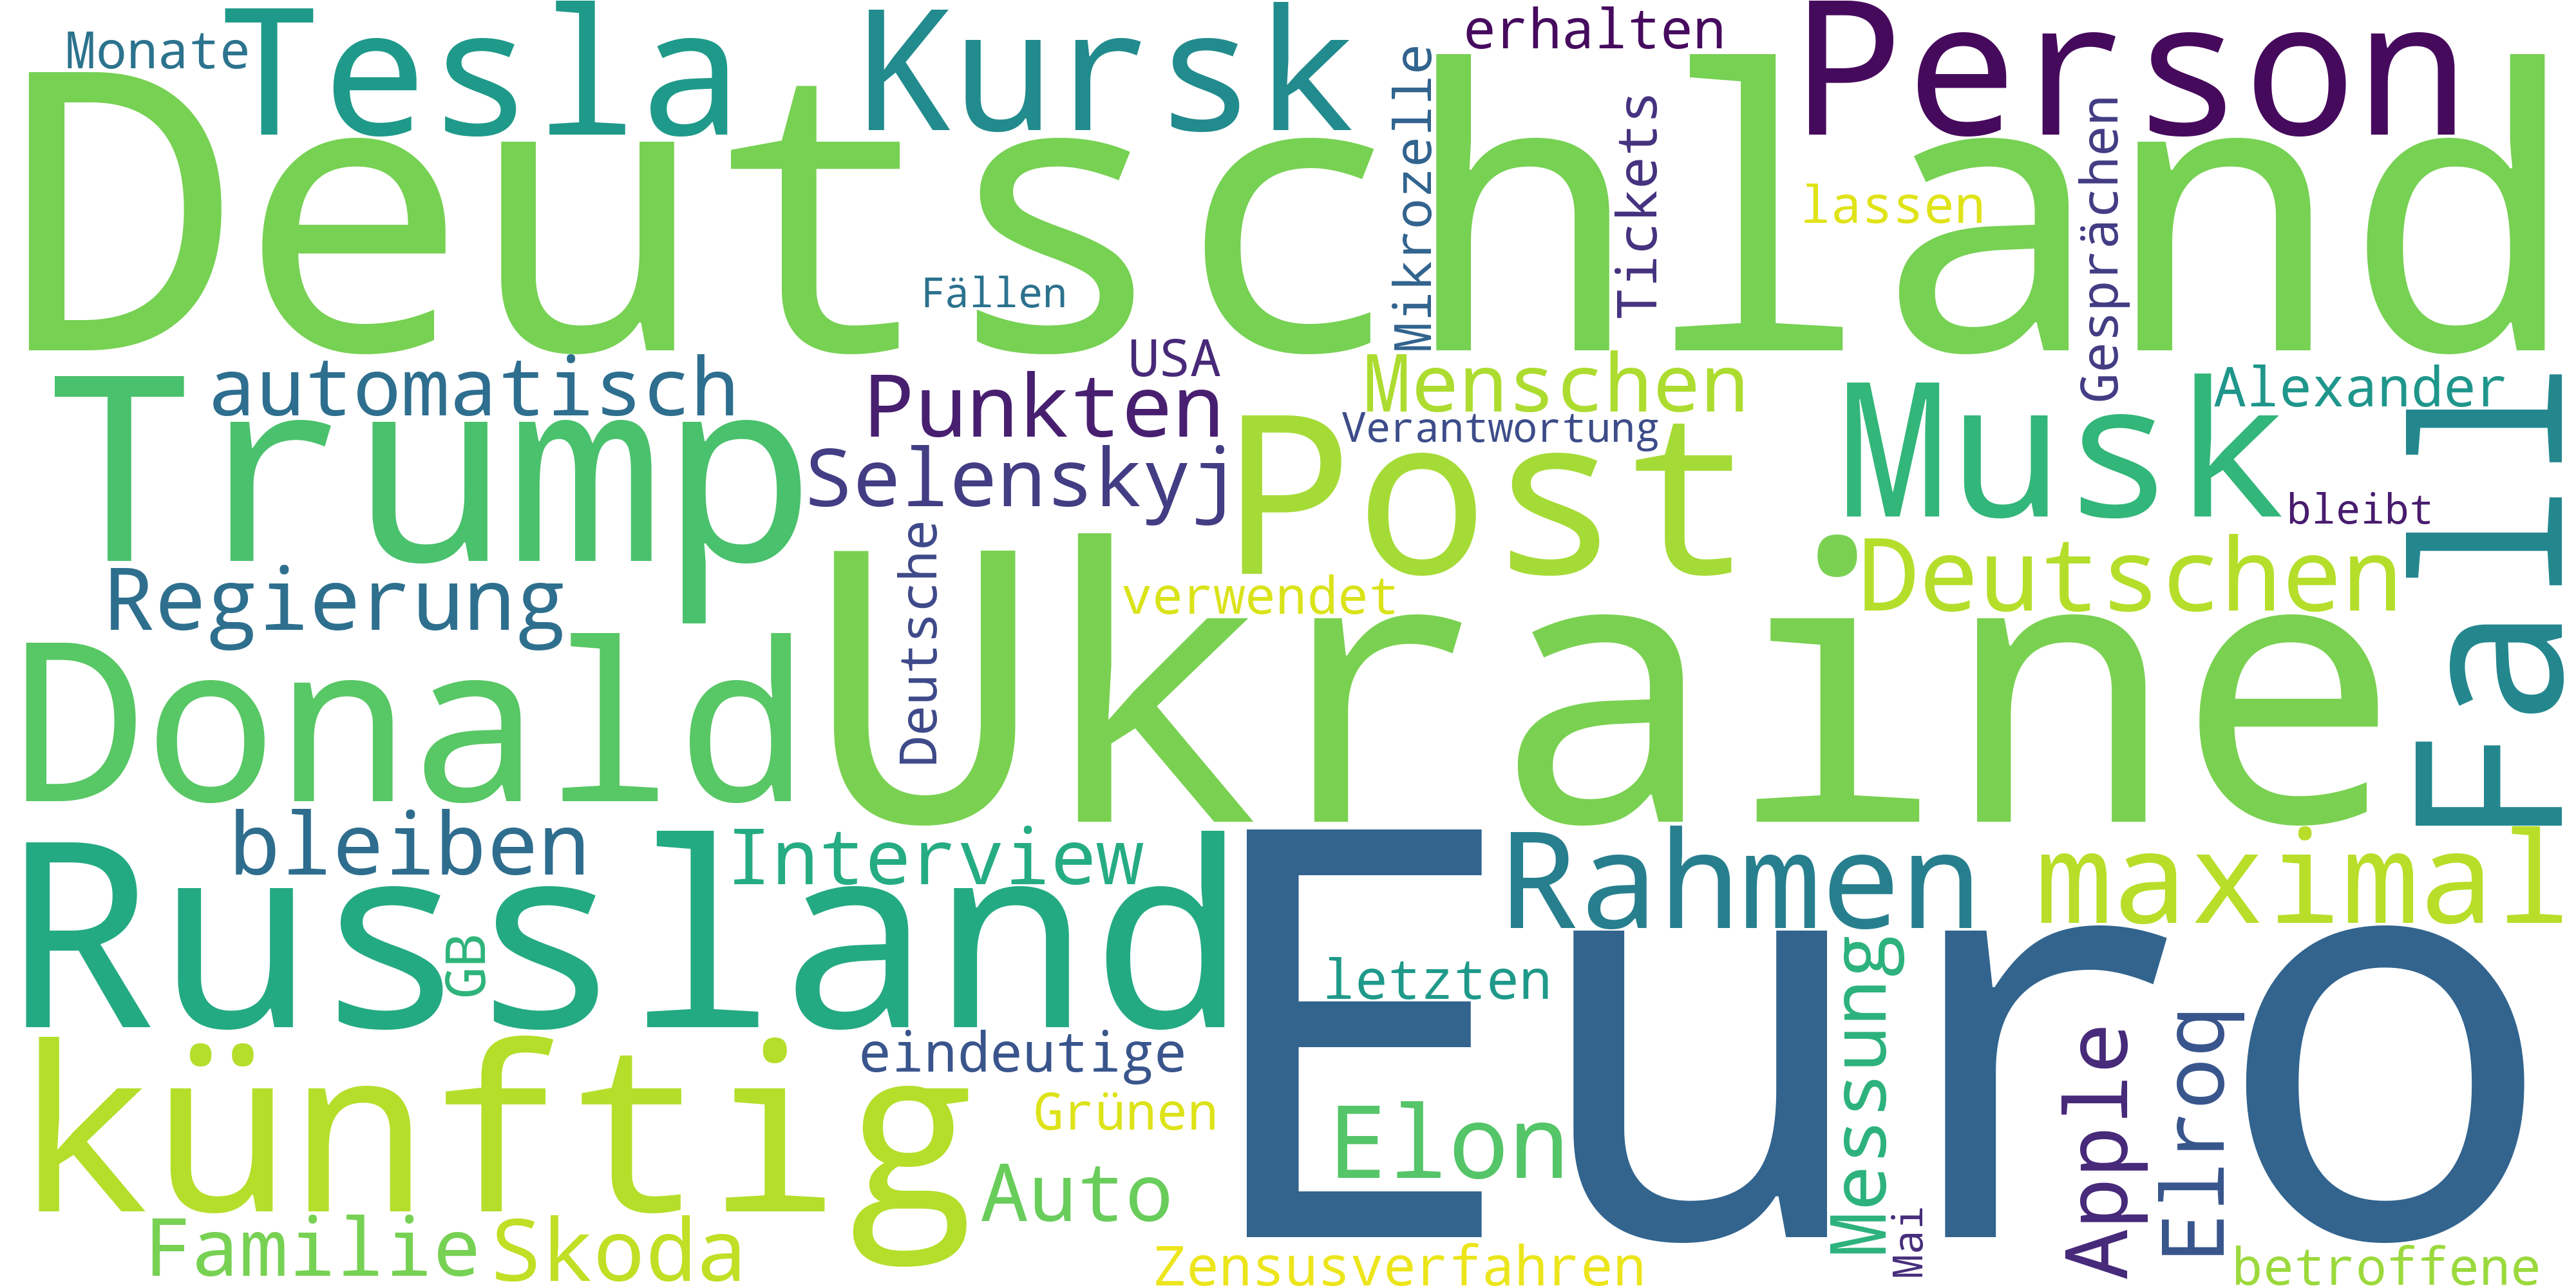 Monate
Tesla
Kursk
erhalten
Person
Deutschland
Mikrozelle
Tickets
Gesprächen
lassen
Fällen
USA
automatisch
Punkten
Menschen
Alexander
Trump
Verantwortung
Musk
Fall
Selenskyj
Post
bleibt
Deutsche
Regierung
verwendet
Deutschen
Ukraine
Donald
bleiben
Interview
Rahmen
maximal
Russland
GB
letzten
Euro
Messung
Apple
Elroq
eindeutige
künftig
Grünen
Elon
Auto
Familie
Skoda
Zensusverfahren
Mai
betroffene